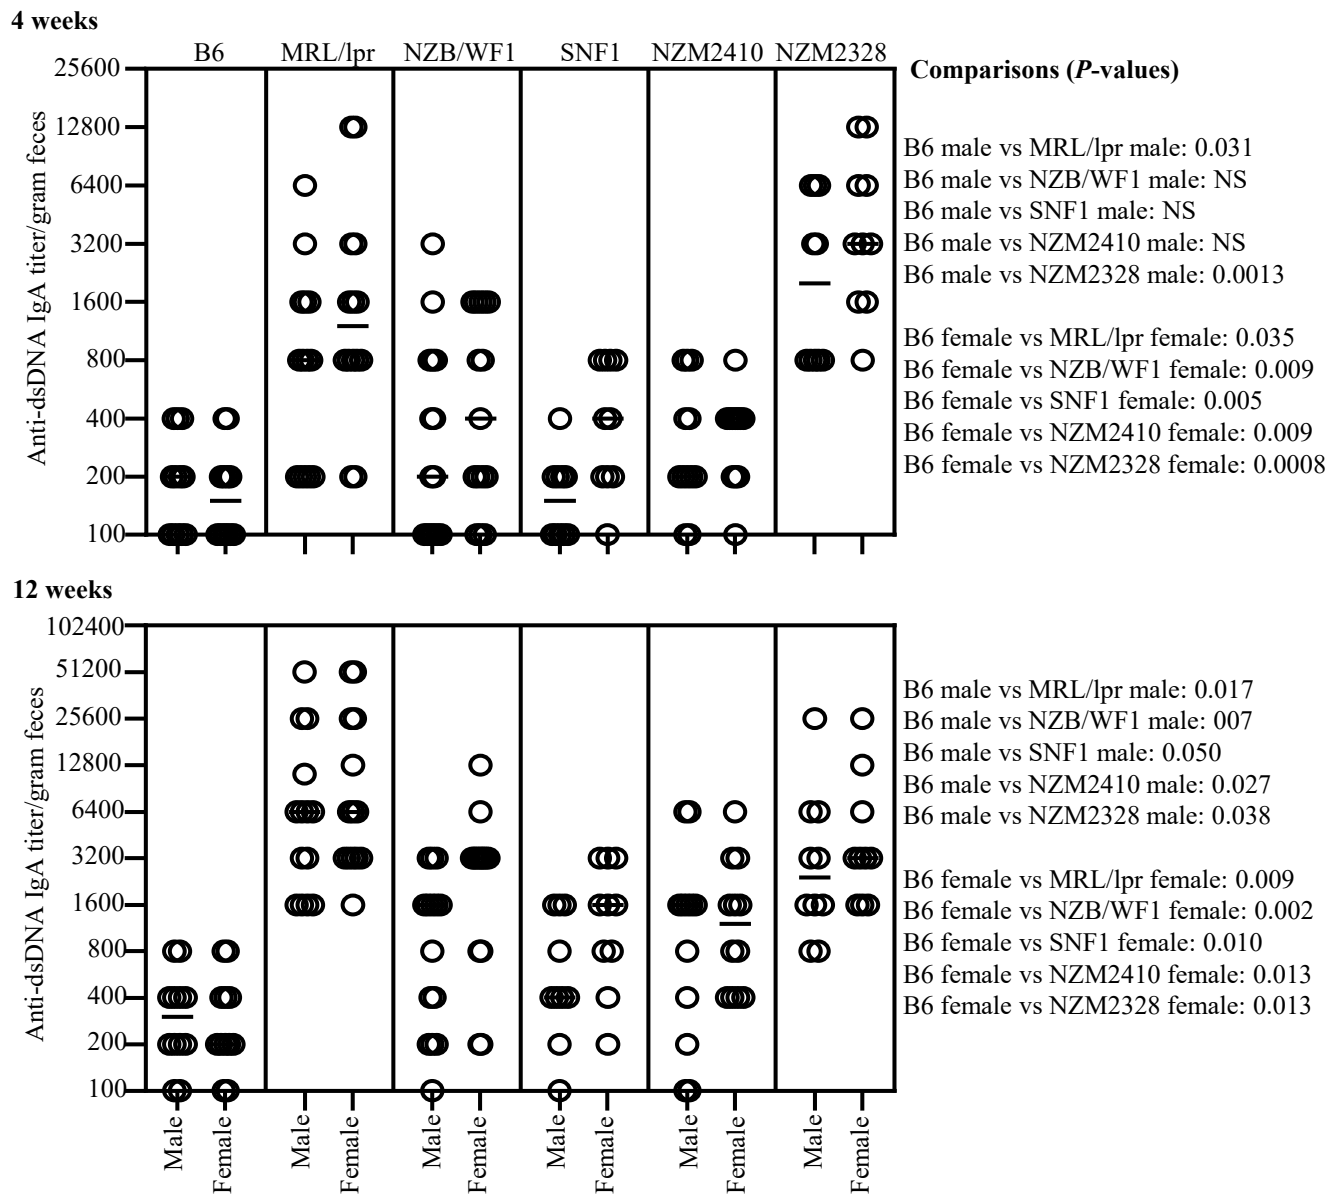 4 weeks
B6 MRL/lpr NZB/WF1 SNF1 NZM2410 NZM2328
Anti-dsDNA IgA titer/gram feces
25600
12800
6400
3200
1600
800
400
200
100
Comparisons (P-values)
B6 male vs MRL/lpr male: 0.031
B6 male vs NZB/WF1 male: NS
B6 male vs SNF1 male: NS
B6 male vs NZM2410 male: NS
B6 male vs NZM2328 male: 0.0013
B6 female vs MRL/lpr female: 0.035
B6 female vs NZB/WF1 female: 0.009
B6 female vs SNF1 female: 0.005
B6 female vs NZM2410 female: 0.009
B6 female vs NZM2328 female: 0.0008
12 weeks
Anti-dsDNA IgA titer/gram feces
102400
51200
25600
12800
6400
3200
1600
800
400
200
100
B6 male vs MRL/lpr male: 0.017
B6 male vs NZB/WF1 male: 007
B6 male vs SNF1 male: 0.050
B6 male vs NZM2410 male: 0.027
B6 male vs NZM2328 male: 0.038
B6 female vs MRL/lpr female: 0.009
B6 female vs NZB/WF1 female: 0.002
B6 female vs SNF1 female: 0.010
B6 female vs NZM2410 female: 0.013
B6 female vs NZM2328 female: 0.013
Male
Female
Male
Female
Male
Female
Male
Female
Male
Female
Male
Female